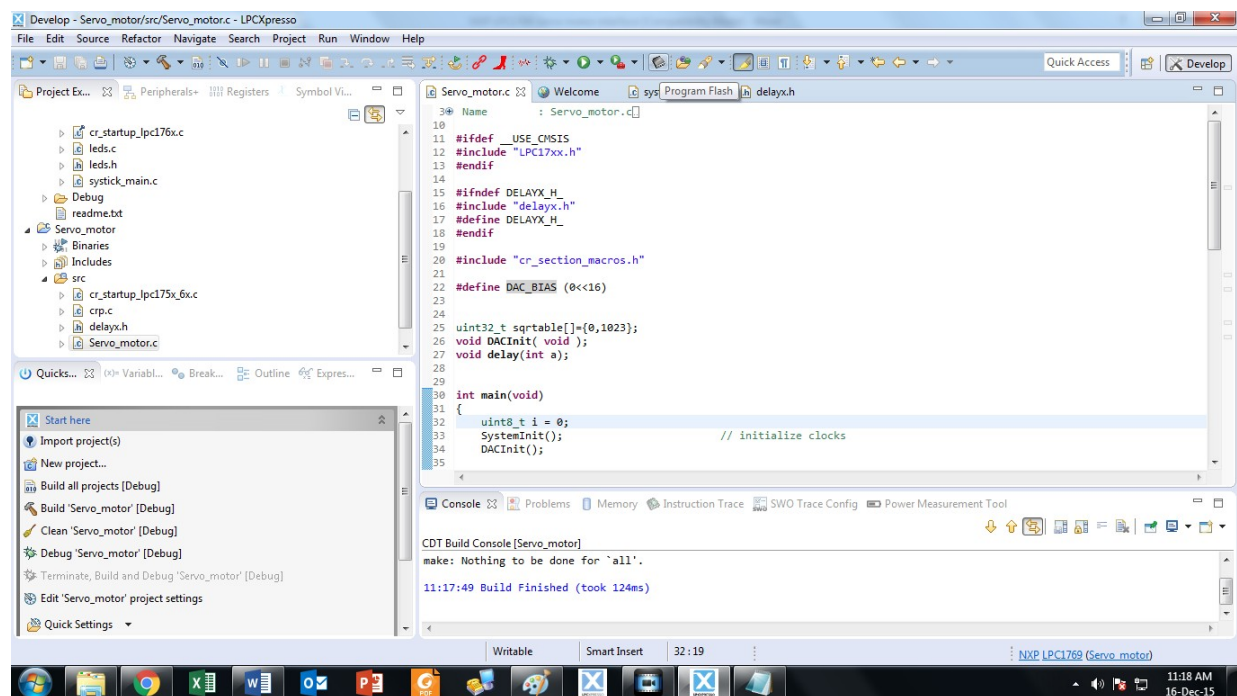 Develop - Servo_motor/src/Servo_motor.c - LPCXpresso
File Edit Source Refactor Navigate Search Project Run Window Help
Quick Access
Develop
Project Ex...
Peripherals+
Registers
Symbol Vi...
cr_startup_lpc176x.c
leds.c
leds.h
systick_main.c
Debug
readme.txt
Servo_motor
Binaries
Includes
src
cr_startup_lpc175x_6x.c
crp.c
delayx.h
Servo_motor.c
Servo_motor.c
Welcome
sys
Program Flash
delayx.h
3 Name : Servo_motor.c
10
11 #ifdef __USE_CMSIS
12 #include "LPC17xx.h"
13 #endif
14
15 #ifndef DELAYX_H_
16 #include "delayx.h"
17 #define DELAYX_H_
18 #endif
19
20 #include "cr_section_macros.h"
21
22 #define DAC_BIAS (0<<16)
23
24
25 uint32_t sqrtable[]={0,1023};
26 void DACInit( void );
27 void delay(int a);
28
29
30 int main(void)
31 {
32 uint8_t i = 0;
33 SystemInit(); // initialize clocks
34 DACInit();
35
Quicks...
(x)= Variabl...
Break...
Outline
Expres...
Start here
Import project(s)
New project...
Build all projects [Debug]
Build 'Servo_motor' [Debug]
Clean 'Servo_motor' [Debug]
Debug 'Servo_motor' [Debug]
Terminate, Build and Debug 'Servo_motor' [Debug]
Edit 'Servo_motor' project settings
Quick Settings
Console
Problems
Memory
Instruction Trace
SWO Trace Config
Power Measurement Tool
CDT Build Console [Servo_motor]
make: Nothing to be done for `all'.
11:17:49 Build Finished (took 124ms)
Writable
Smart Insert
32 : 19
NXP LPC1769 (Servo_motor)
11:18 AM
16-Dec-15